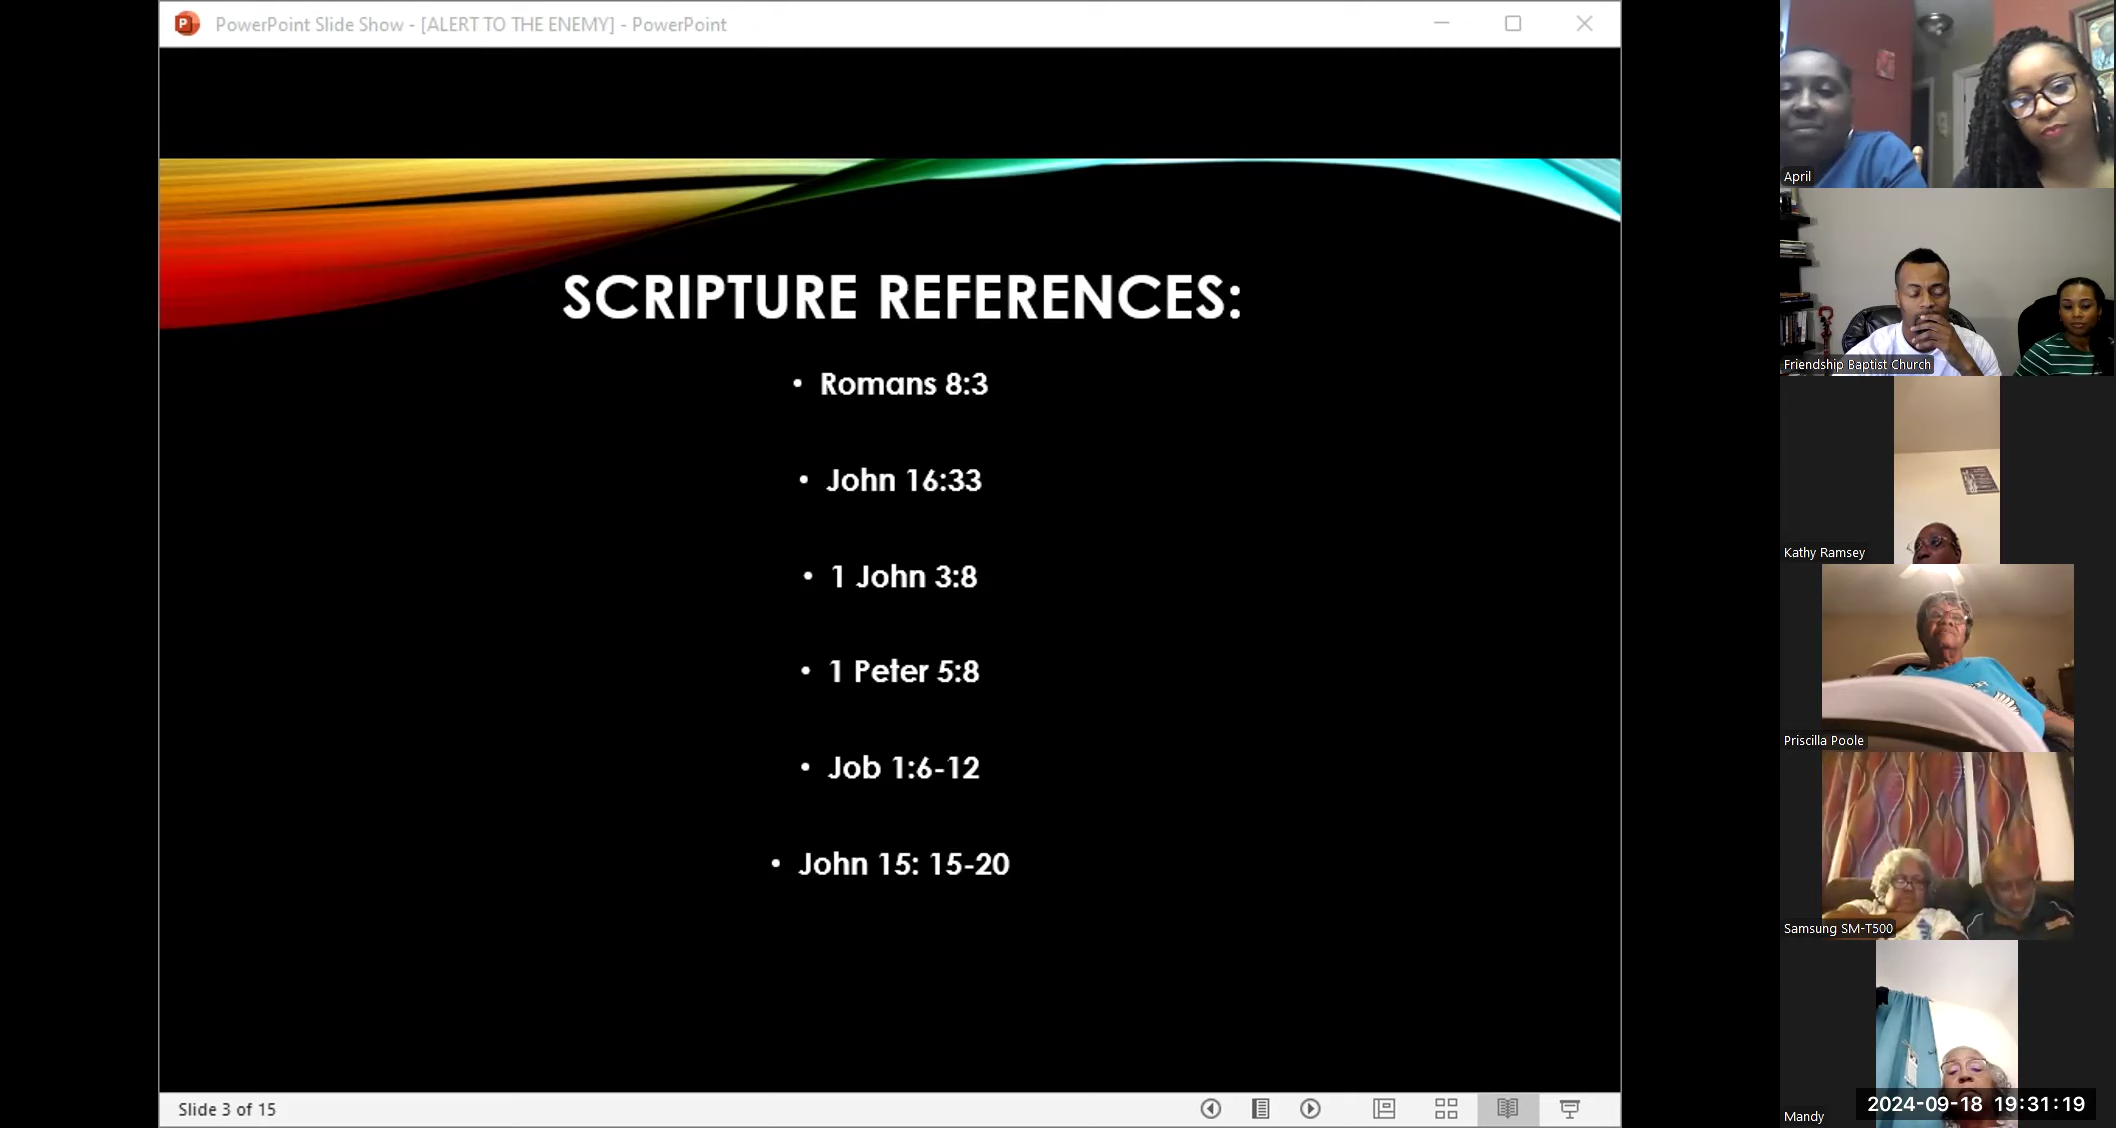 PowerPoint Slide Show - [ALERT TO THE ENEMY] - PowerPoint
SCRIPTURE REFERENCES:
• Romans 8:3
• John 16:33
• 1 John 3:8
• 1 Peter 5:8
• Job 1:6-12
• John 15: 15-20
Slide 3 of 15
April
Friendship Baptist Church
Kathy Ramsey
Priscilla Poole
Samsung SM-T500
Mandy
2024-09-18 19:31:19